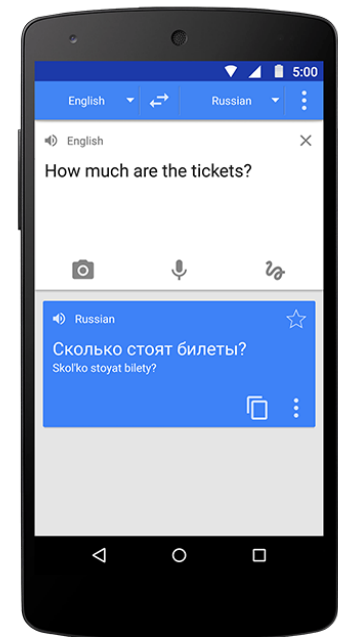 5:00
English Russian
English
How much are the tickets?
Russian
Сколько стоят билеты?
Skol'ko stoyat bilety?